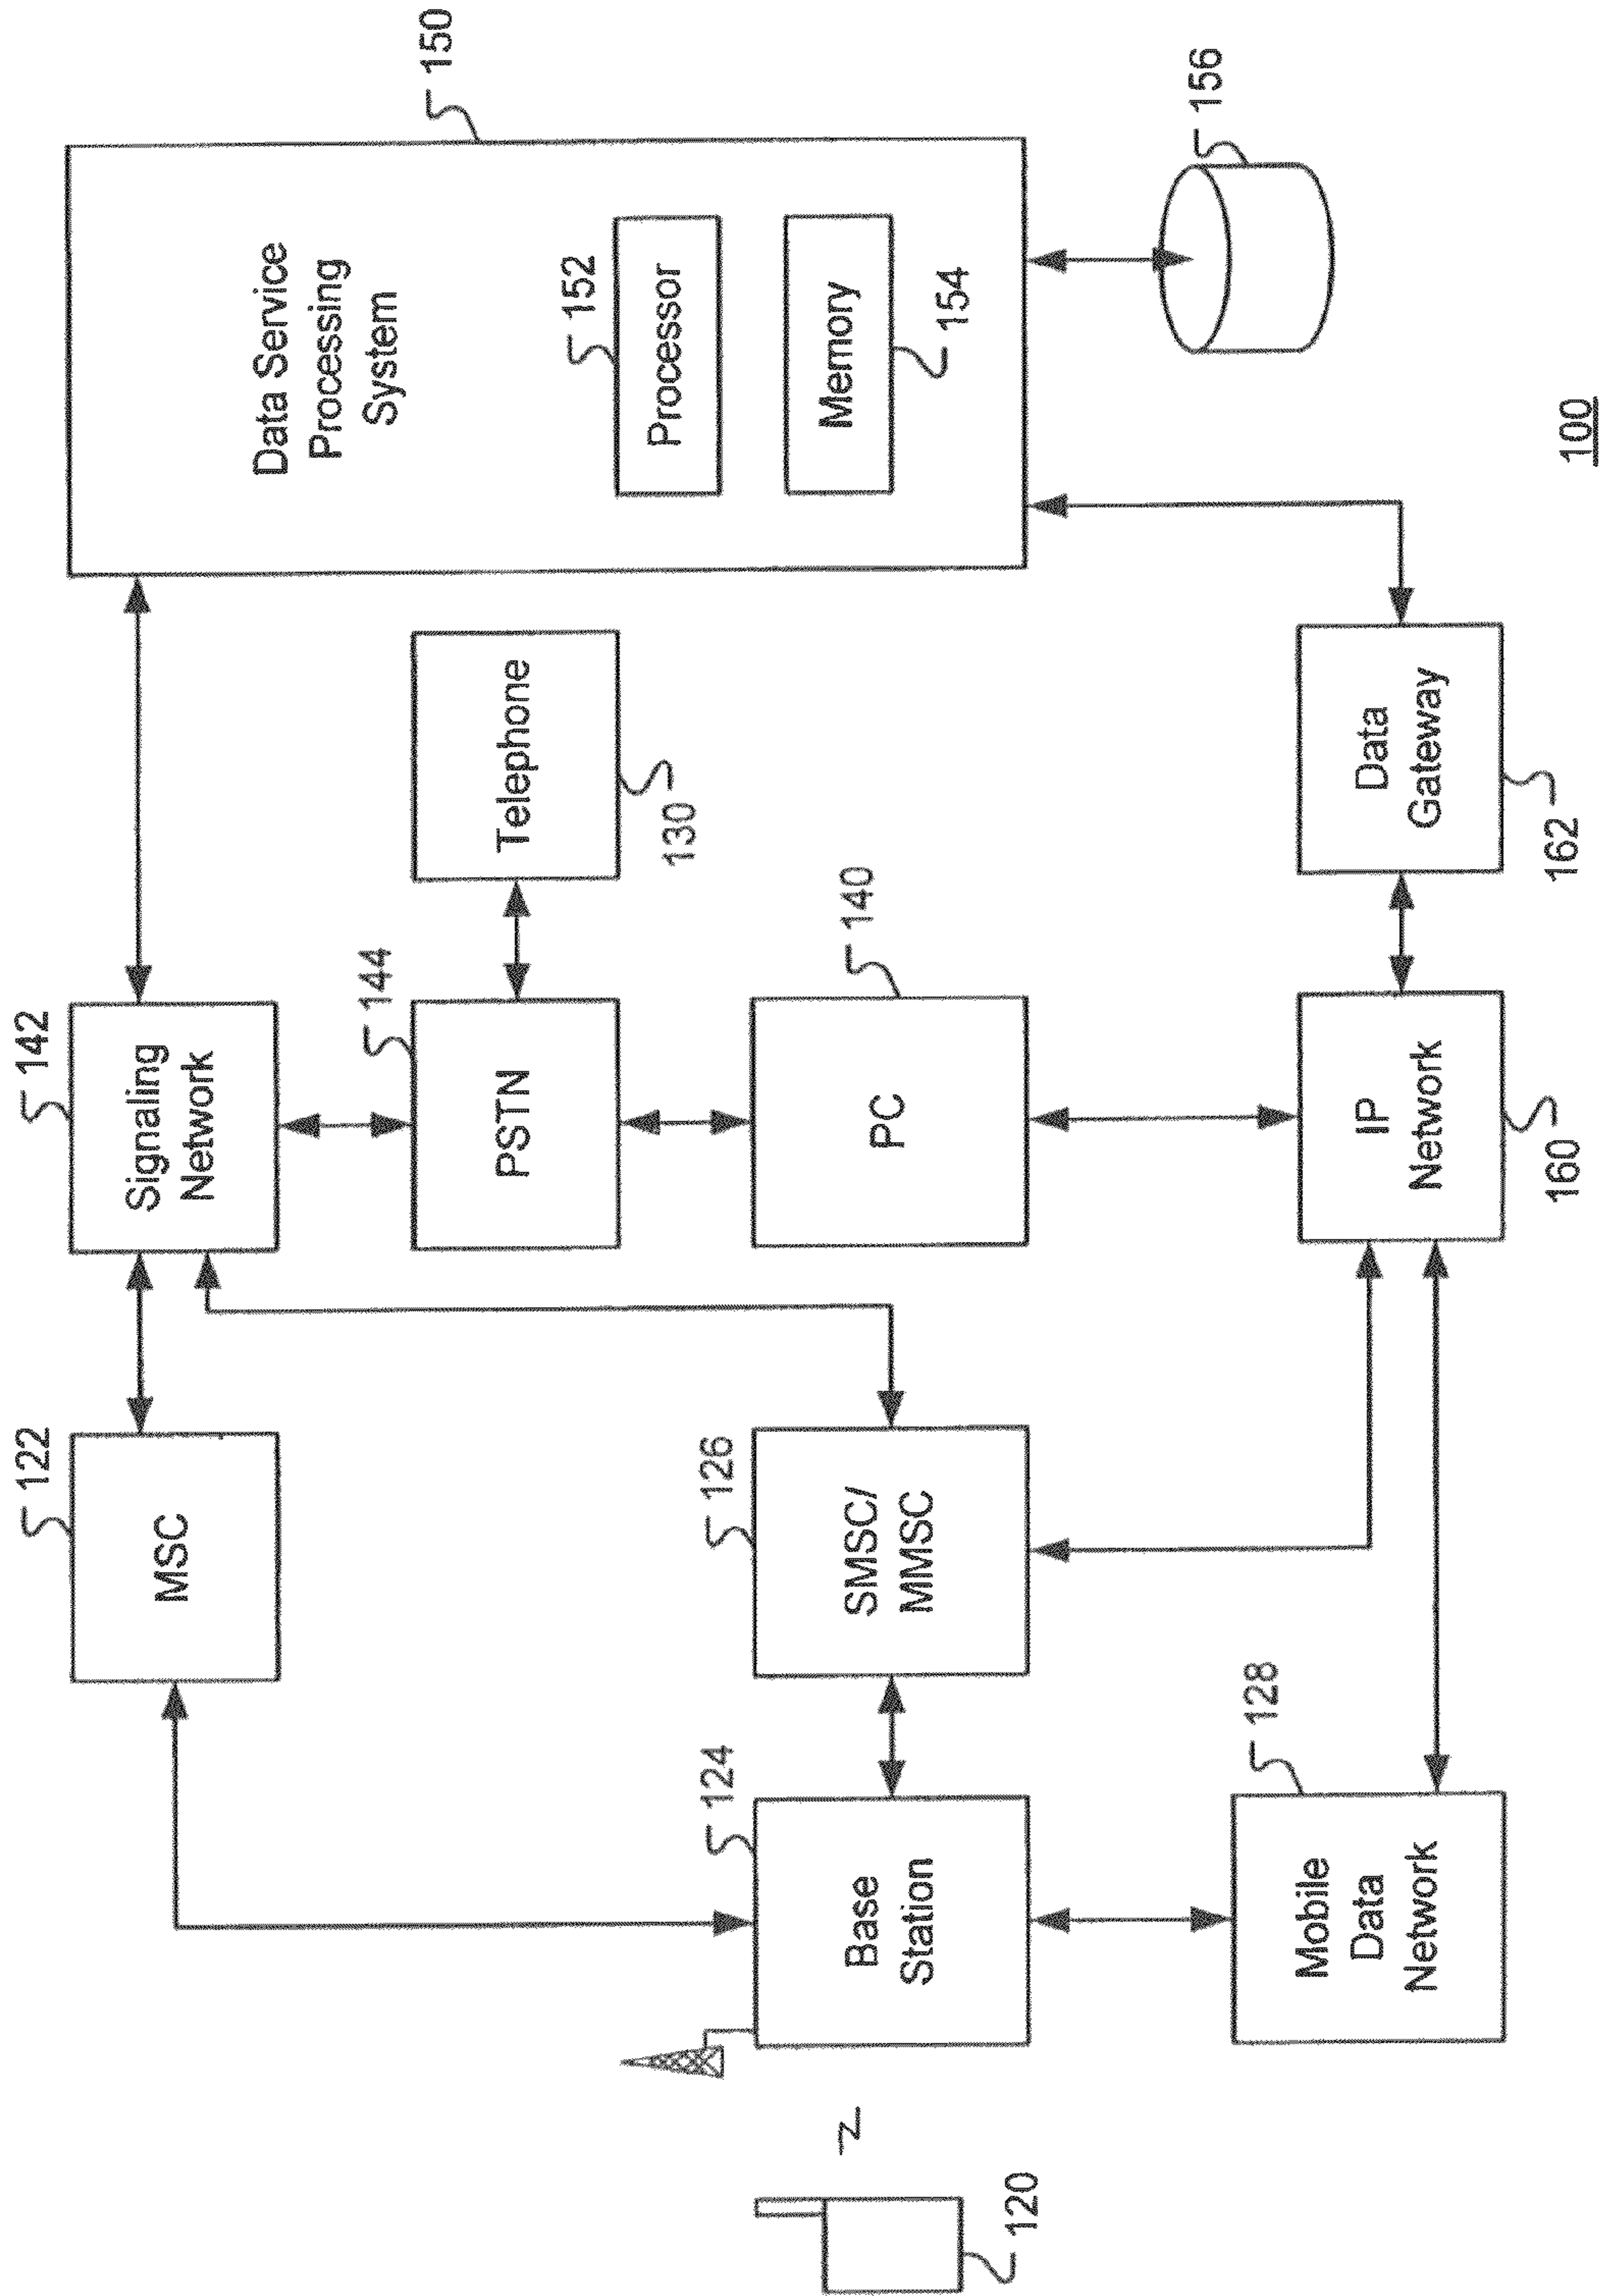 122
MSC
142
Signaling
Network
150
Data Service
Processing
System
152
Processor
Memory
154
156
144
PSTN
Telephone
130
120
124
Base
Station
126
SMSC/
MMSC
140
PC
128
Mobile
Data
Network
IP
Network
160
Data
Gateway
162
100